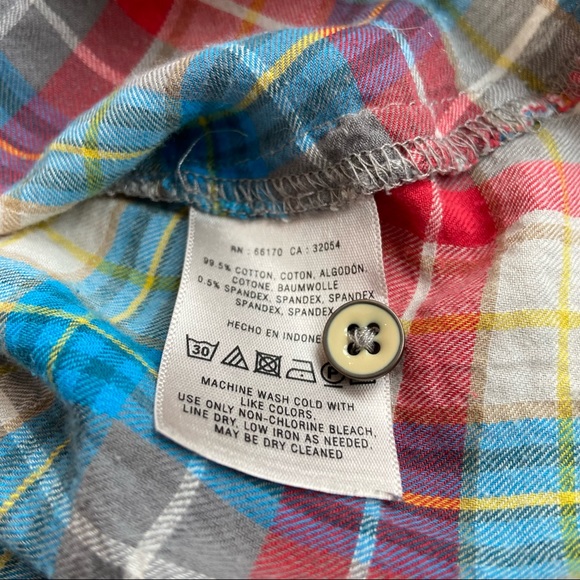 RN : 66170 CA : 32054
99.5% COTTON, COTON, ALGODÓN,
COTONE, BAUMWOLLE
0.5% SPANDEX, SPANDEX, SPANDEX
SPANDEX, SPANDEX
HECHO EN
30
MACHINE WASH COLD WITH
LIKE COLORS.
USE ONLY NON-CHLORINE BLEACH,
LINE DRY, LOW IRON AS NEEDED,
MAY BE DRY CLEANED